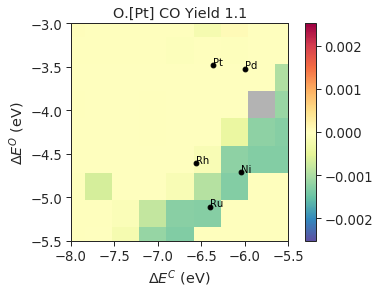 O.[Pt] CO Yield 1.1
−3.0
−3.5
−4.0
−4.5
−5.0
−5.5
ΔE^O (eV)
Pt
Pd
Rh
Ni
Ru
−8.0 −7.5 −7.0 −6.5 −6.0 −5.5
ΔE^C (eV)
0.002
0.001
0.000
−0.001
−0.002